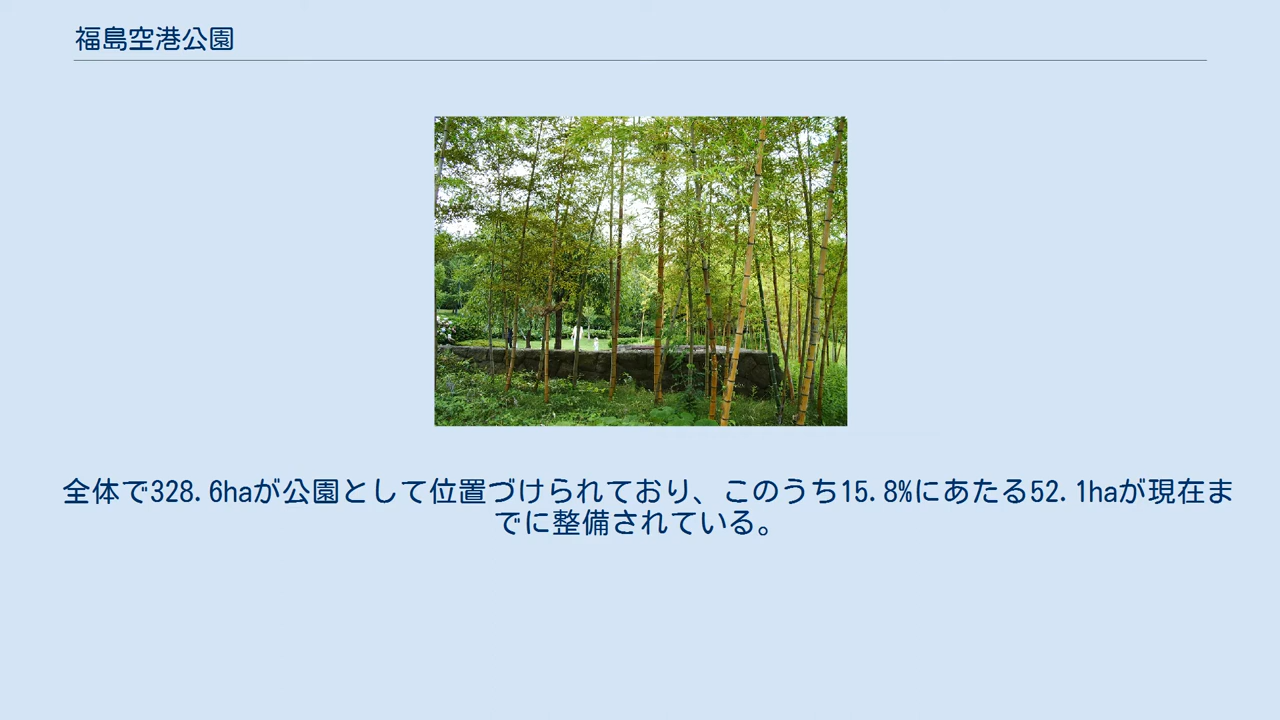 福島空港公園
全体で328.6haが公園として位置づけられており、このうち15.8%にあたる52.1haが現在ま
でに整備されている。